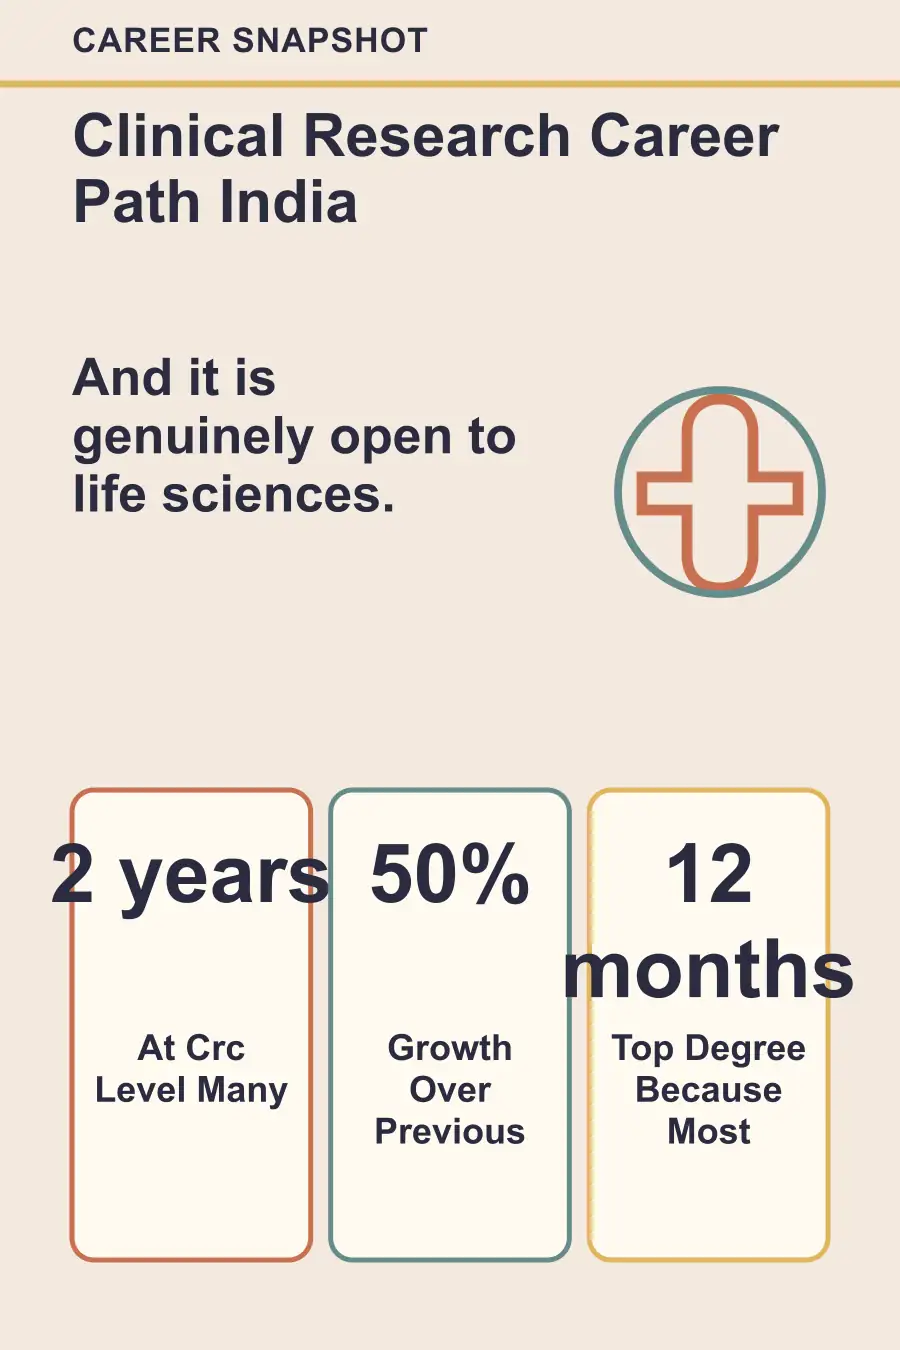 CAREER SNAPSHOT
Clinical Research Career
Path India
And it is
genuinely open to
life sciences.
2 years
At Crc
Level Many
50%
Growth
Over
Previous
12
months
Top Degree
Because
Most